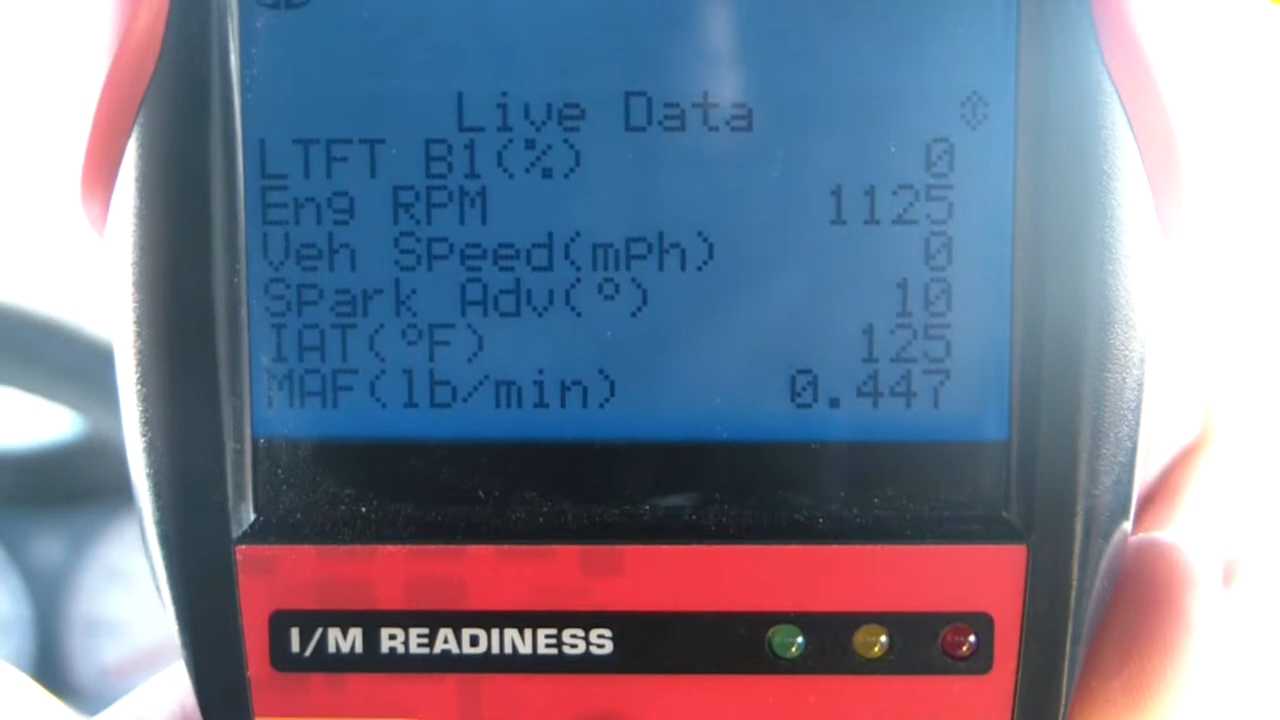 Live Data
LTFT B1(%) 0
Eng RPM 1125
Veh Speed(mph) 0
Spark Adv(°) 10
IAT(°F) 125
MAF(lb/min) 0.447
I/M READINESS